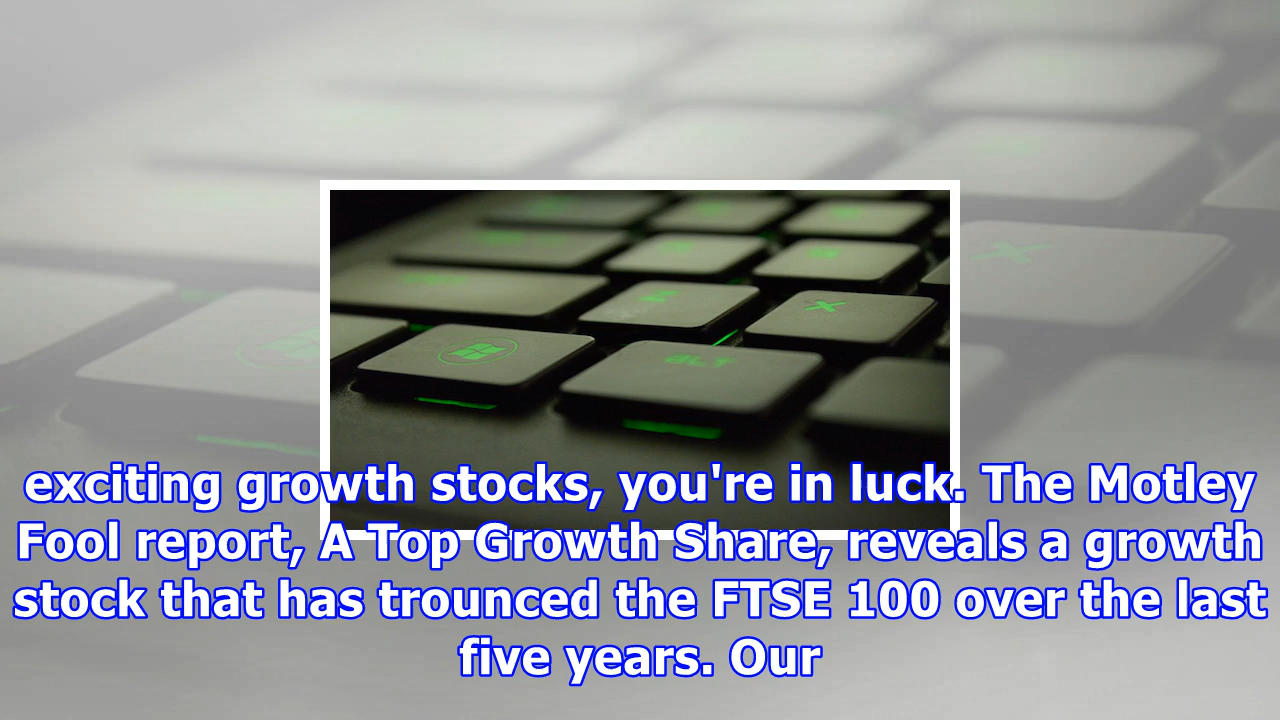 X
ALT
exciting growth stocks, you're in luck. The Motley
Fool report, A Top Growth Share, reveals a growth
stock that has trounced the FTSE 100 over the last
five years. Our